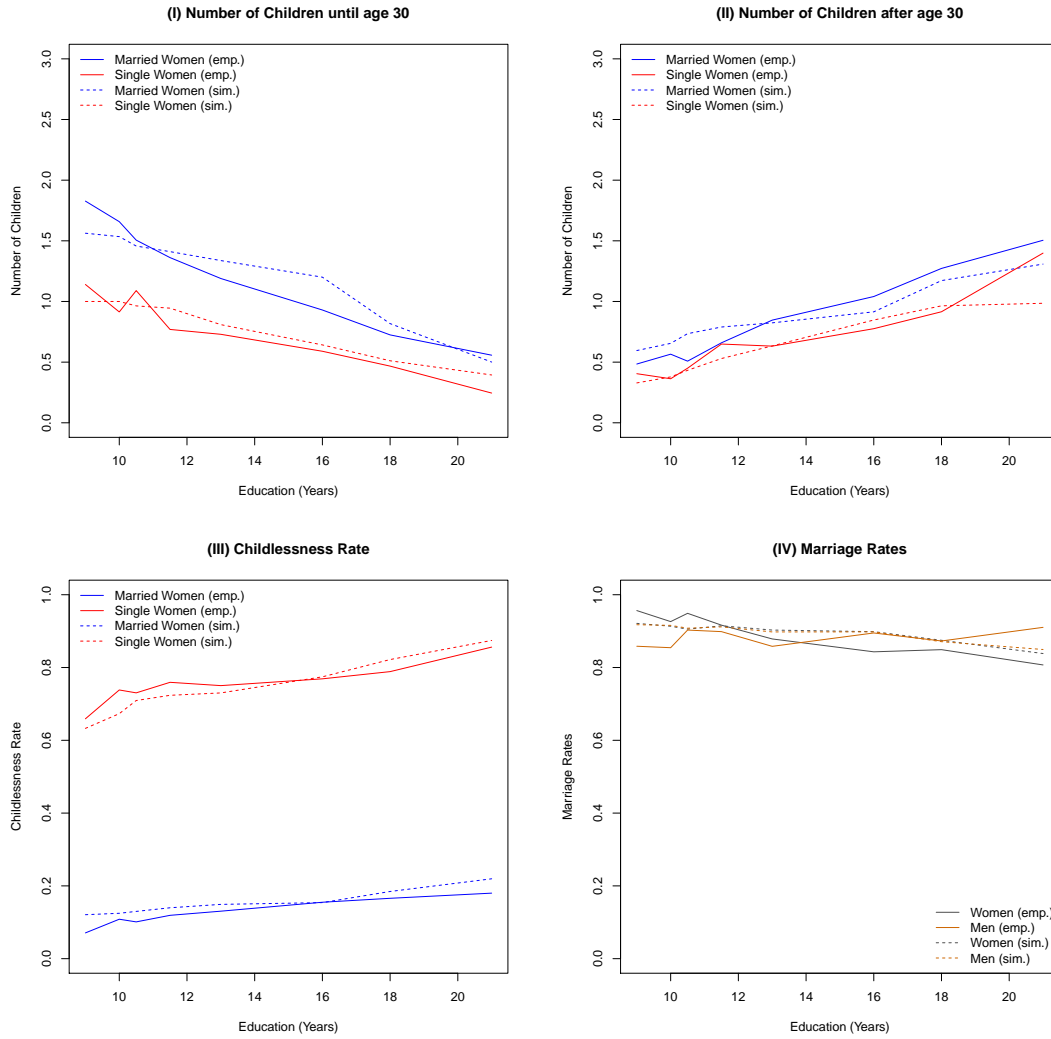 (I) Number of Children until age 30
Married Women (emp.)
Single Women (emp.)
Married Women (sim.)
Single Women (sim.)
3.0
2.5
2.0
1.5
1.0
0.5
0.0
Number of Children
10 12 14 16 18 20
Education (Years)
(II) Number of Children after age 30
Married Women (emp.)
Single Women (emp.)
Married Women (sim.)
Single Women (sim.)
3.0
2.5
2.0
1.5
1.0
0.5
0.0
Number of Children
10 12 14 16 18 20
Education (Years)
(III) Childlessness Rate
Married Women (emp.)
Single Women (emp.)
Married Women (sim.)
Single Women (sim.)
1.0
0.8
0.6
0.4
0.2
0.0
Childlessness Rate
10 12 14 16 18 20
Education (Years)
(IV) Marriage Rates
1.0
0.8
0.6
0.4
0.2
0.0
Marriage Rates
Women (emp.)
Men (emp.)
Women (sim.)
Men (sim.)
10 12 14 16 18 20
Education (Years)